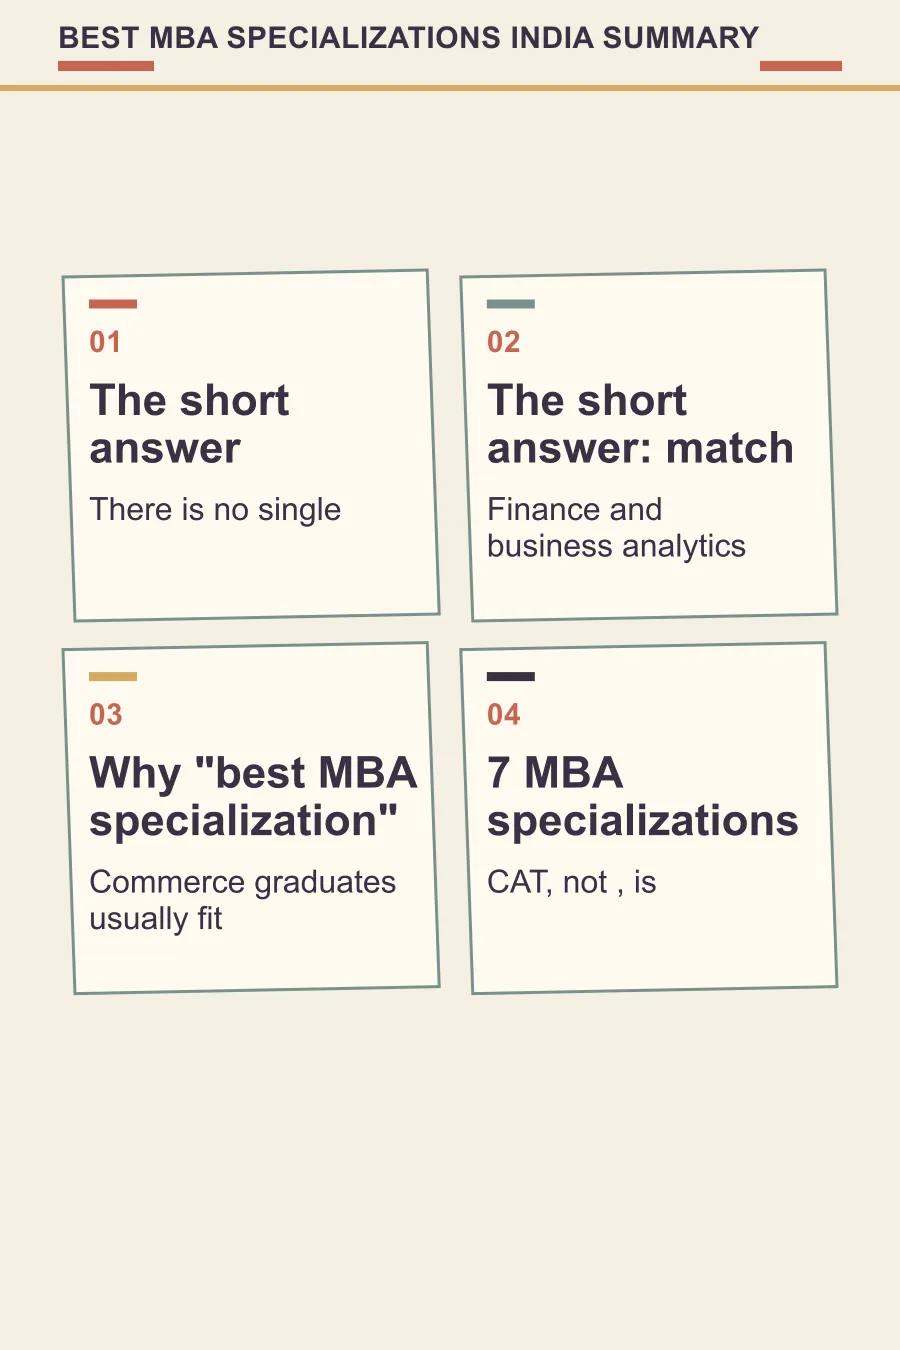 BEST MBA SPECIALIZATIONS INDIA SUMMARY
01
The short
answer
There is no single
02
The short
answer: match
Finance and
business analytics
03
Why "best MBA
specialization"
Commerce graduates
usually fit
04
7 MBA
specializations
CAT, not , is